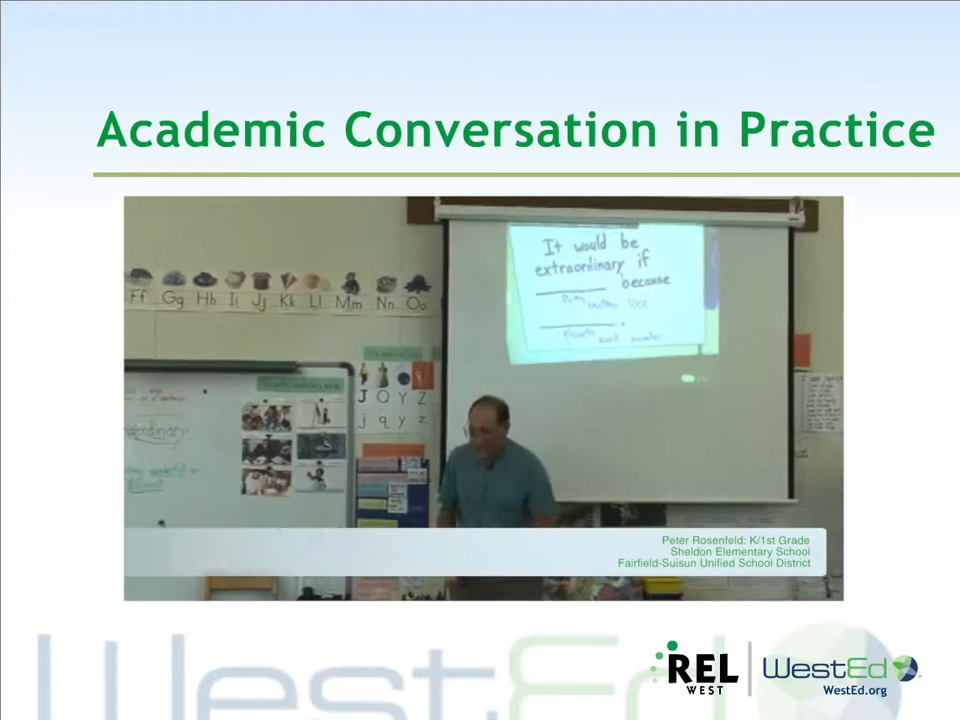 Academic Conversation in Practice
It would be
extraordinary if
because
Ff Gg Hh Ii Jj Kk Ll Mm Nn Oo
J Q Y Z
j q y z
Peter Rosenfeld: K/1st Grade
Sheldon Elementary School
Fairfield-Suisun Unified School District
WestEd
REL
WEST
WestEd
WestEd.org